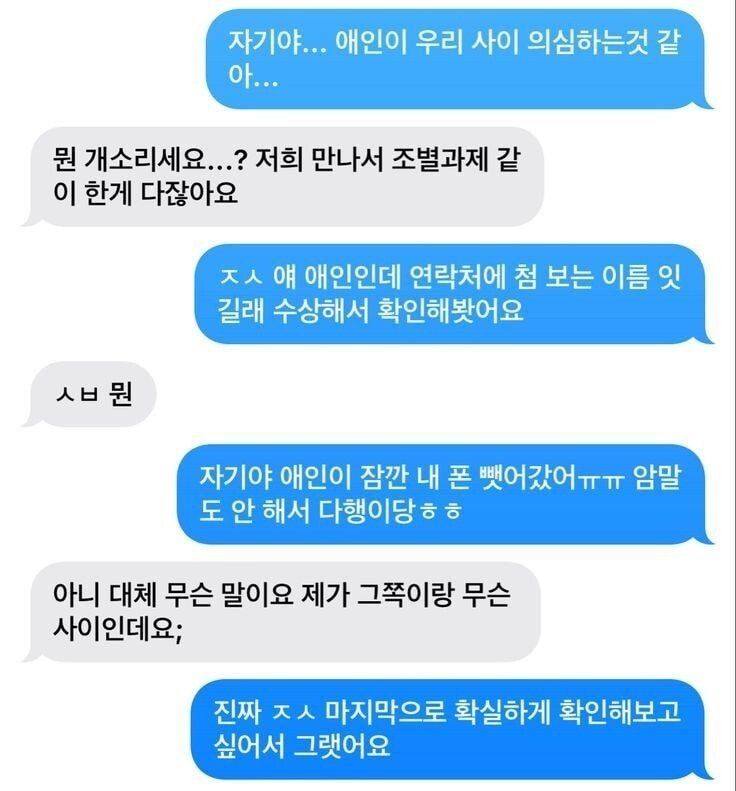 자기야... 애인이 우리 사이 의심하는것 같
아...
뭔 개소리세요...? 저희 만나서 조별과제 같
이 한게 다잖아요
ㅈㅅ 얘 애인인데 연락처에 첨 보는 이름 잇
길래 수상해서 확인해봣어요
ㅅㅂ 뭔
자기야 애인이 잠깐 내 폰 뺏어갔어ㅠㅠ 암말
도 안 해서 다행이당ㅎㅎ
아니 대체 무슨 말이요 제가 그쪽이랑 무슨
사이인데요;
진짜 ㅈㅅ 마지막으로 확실하게 확인해보고
싶어서 그랫어요